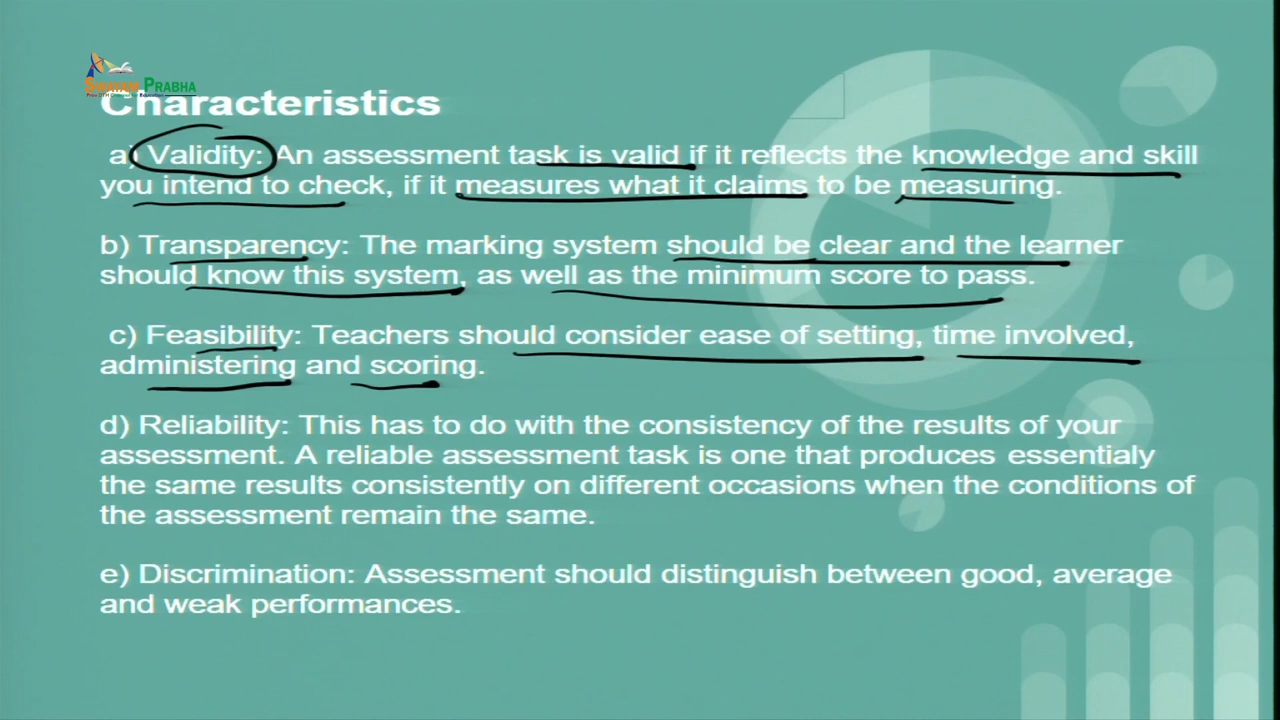 SWAYAM PRABHA
Characteristics
a) Validity: An assessment task is valid if it reflects the knowledge and skill
you intend to check, if it measures what it claims to be measuring.
b) Transparency: The marking system should be clear and the learner
should know this system, as well as the minimum score to pass.
c) Feasibility: Teachers should consider ease of setting, time involved,
administering and scoring.
d) Reliability: This has to do with the consistency of the results of your
assessment. A reliable assessment task is one that produces essentialy
the same results consistently on different occasions when the conditions of
the assessment remain the same.
e) Discrimination: Assessment should distinguish between good, average
and weak performances.